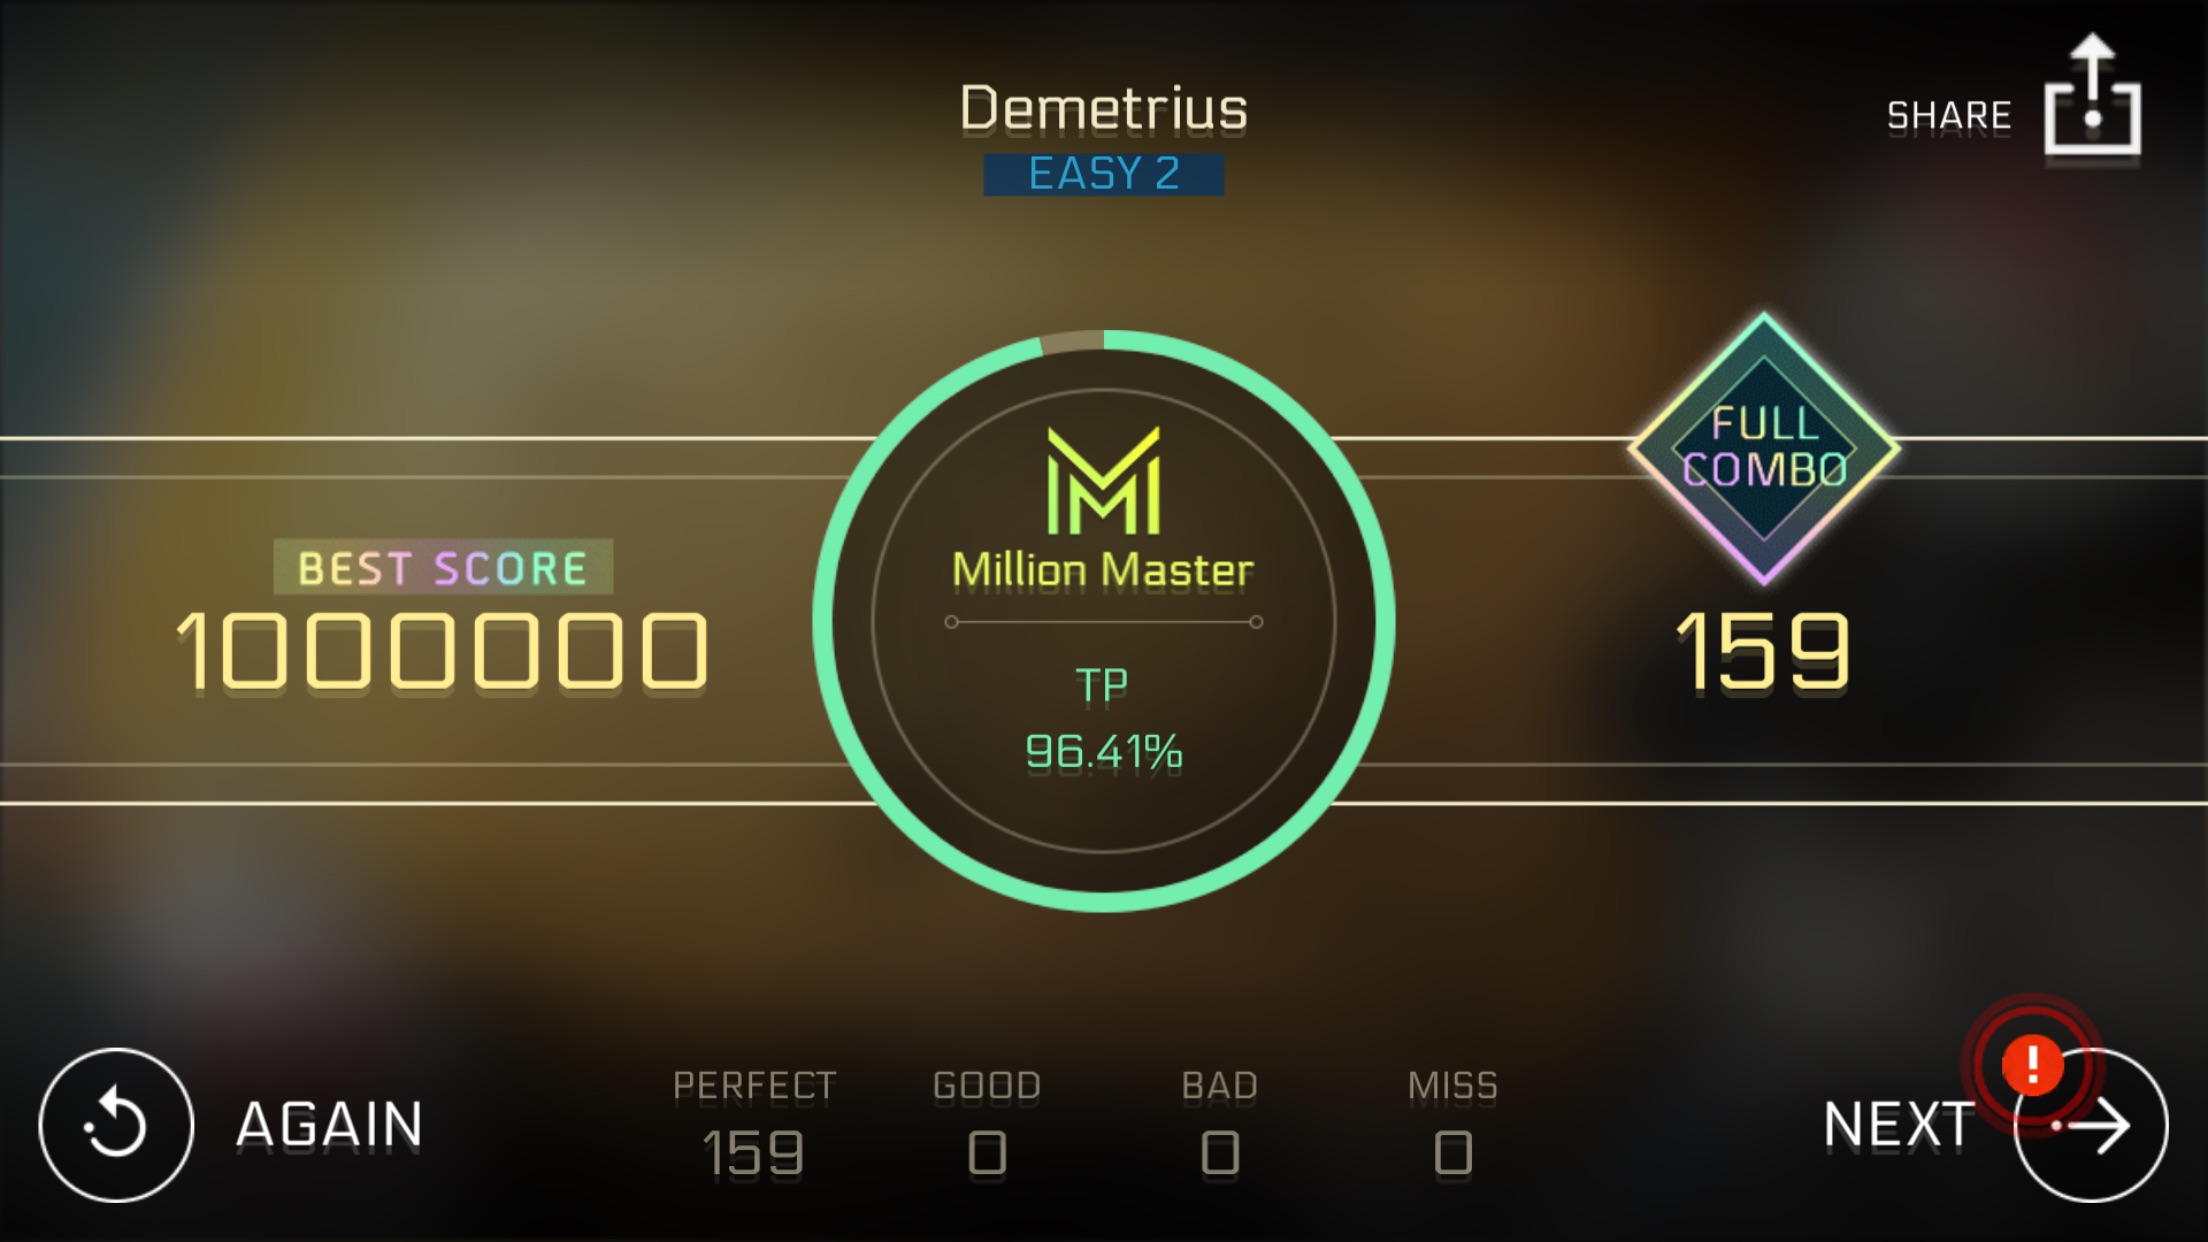 Demetrius
EASY 2
SHARE
FULL
COMBO
159
BEST SCORE
1000000
Million Master
TP
96.41%
AGAIN
PERFECT
159
GOOD
0
BAD
0
MISS
0
NEXT
!